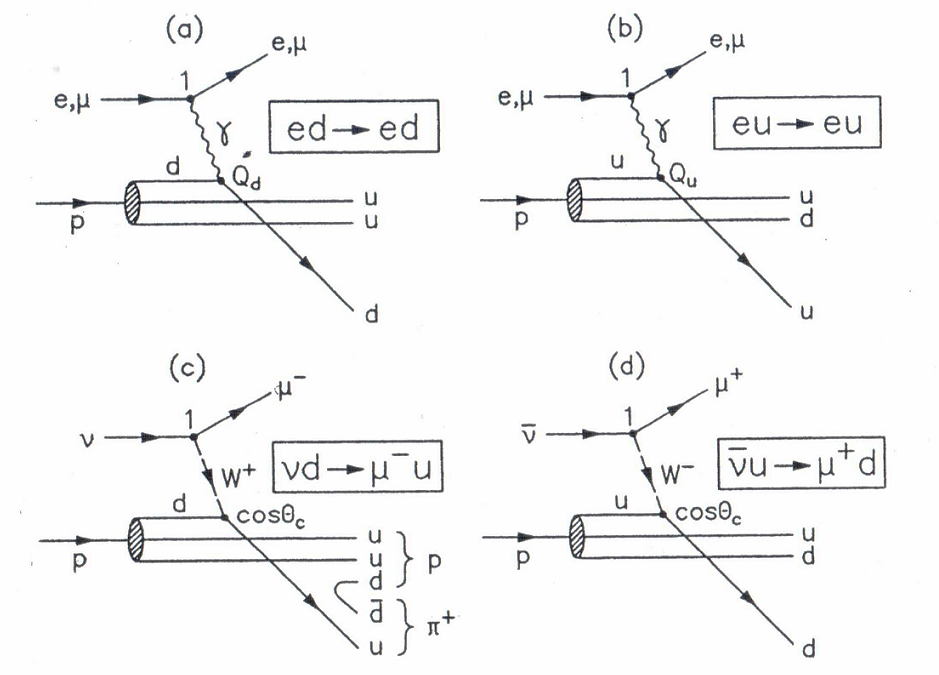 (a)
e,μ
1
e,μ
γ
ed → ed
d
Q_d
p
u
u
d
(b)
e,μ
1
e,μ
γ
eu → eu
u
Q_u
p
u
d
u
(c)
μ⁻
1
ν
W⁺
νd → μ⁻u
d
cosθ_c
p
u
u
d
p
d̄
u
π⁺
(d)
μ⁺
1
ν̄
W⁻
ν̄u → μ⁺d
u
cosθ_c
p
u
d
d